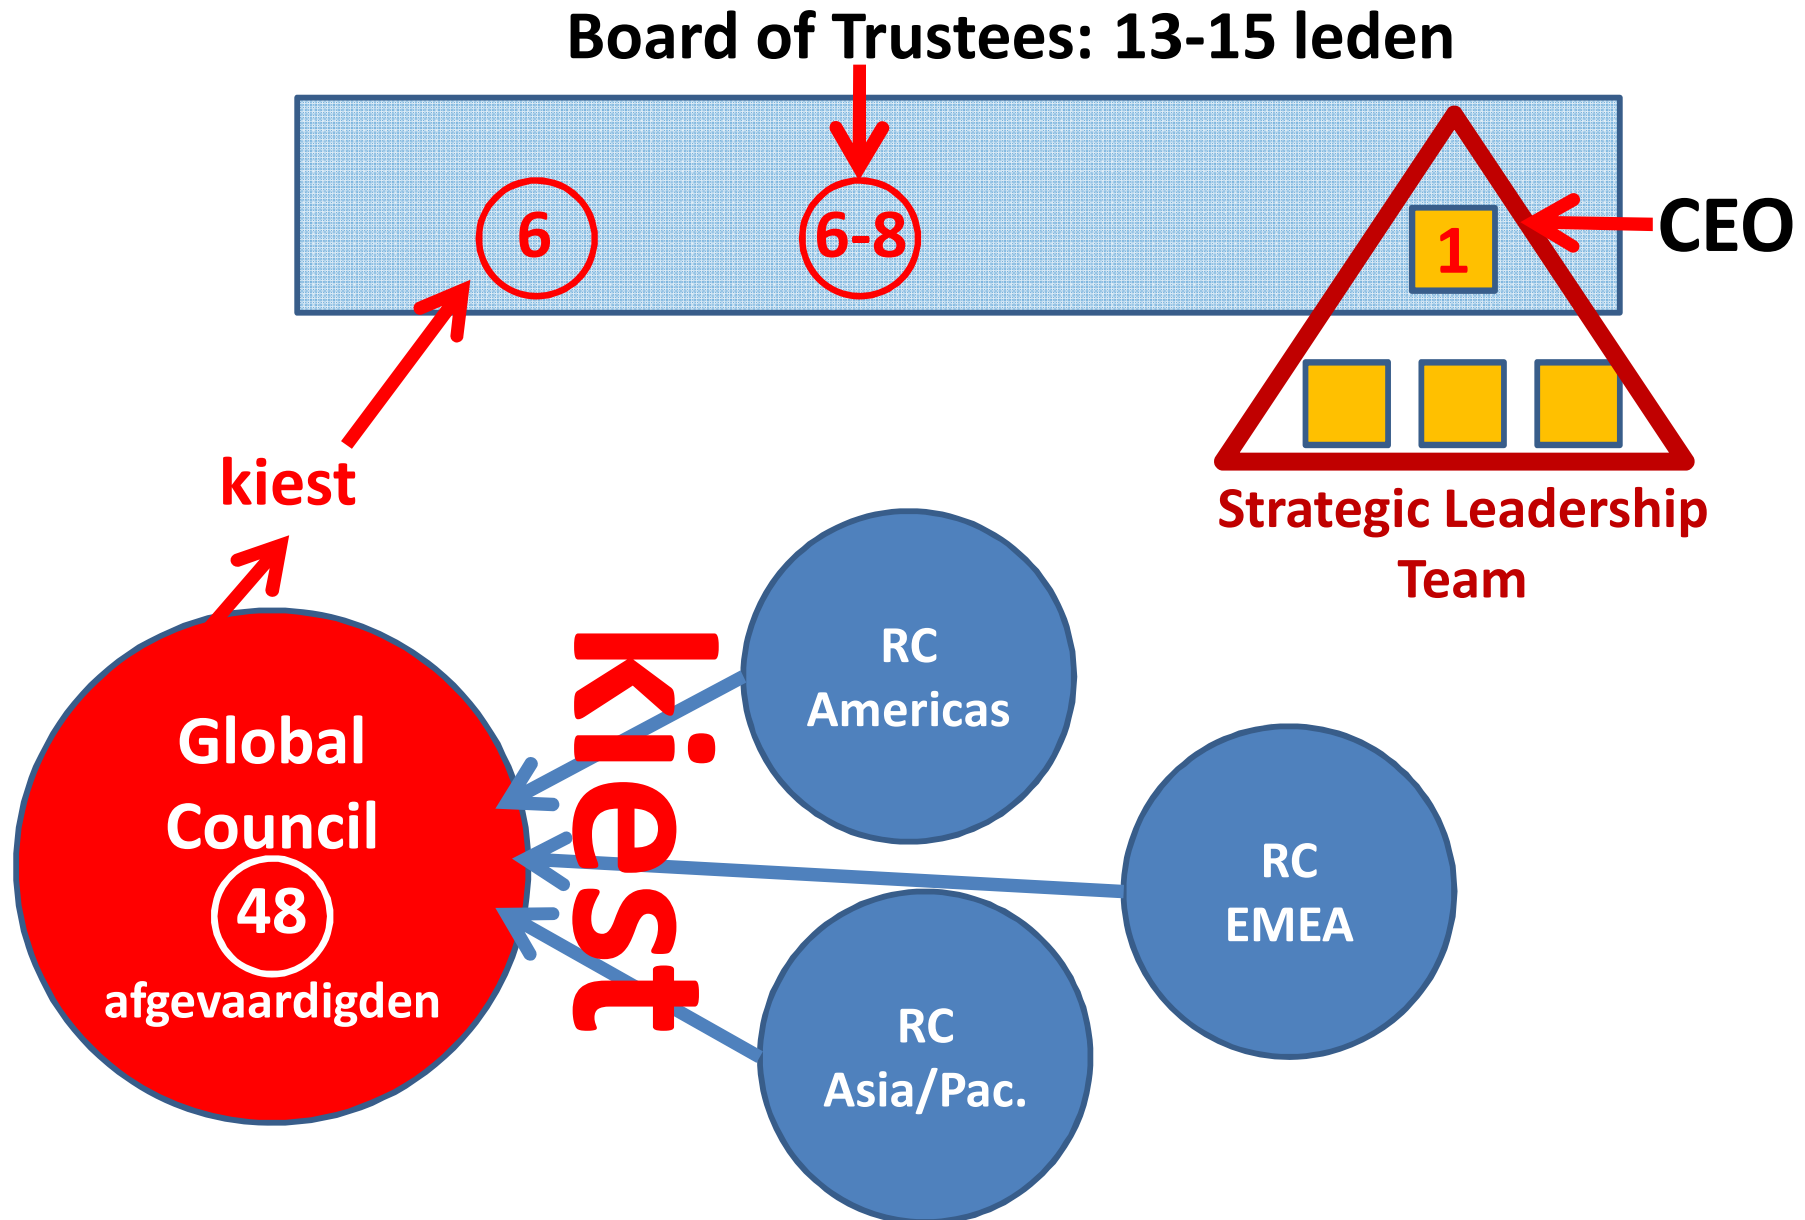 Board of Trustees: 13-15 leden
6
6-8
1
CEO
kiest
Strategic Leadership
Team
kiest
RC
Americas
Global
Council
48
afgevaardigden
RC
EMEA
RC
Asia/Pac.